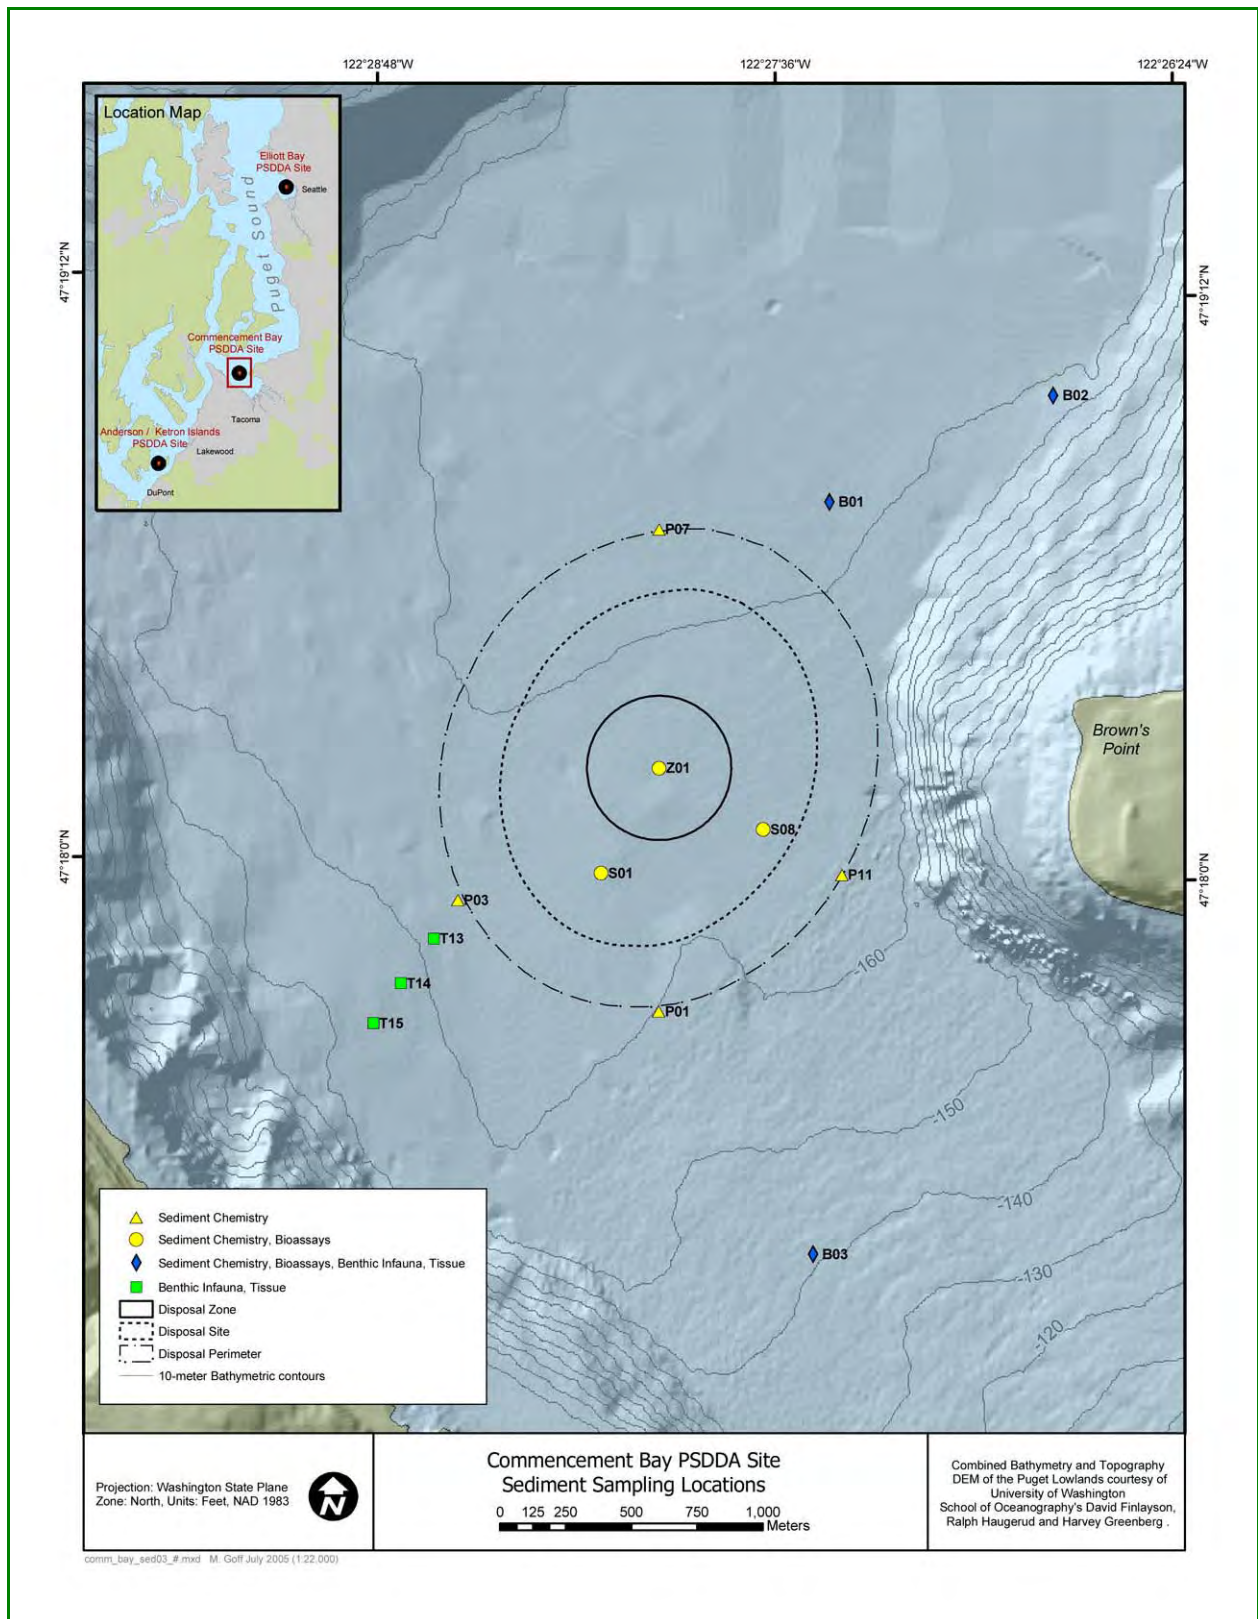 122°28'48"W
122°27'36"W
122°26'24"W
Location Map
Elliott Bay
PSDDA Site
Seattle
Puget Sound
Commencement Bay
PSDDA Site
Tacoma
Anderson / Ketron Islands
PSDDA Site
Lakewood
DuPont
47°19'12"N
47°19'12"N
B02
B01
P07
Brown's
Point
Z01
S08
47°18'0"N
47°18'0"N
S01
P11
P03
T13
-160
T14
P01
T15
-150
-140
B03
-130
-120
Sediment Chemistry
Sediment Chemistry, Bioassays
Sediment Chemistry, Bioassays, Benthic Infauna, Tissue
Benthic Infauna, Tissue
Disposal Zone
Disposal Site
Disposal Perimeter
10-meter Bathymetric contours
Projection: Washington State Plane
Zone: North, Units: Feet, NAD 1983
N
Commencement Bay PSDDA Site
Sediment Sampling Locations
0 125 250 500 750 1,000
Meters
Combined Bathymetry and Topography
DEM of the Puget Lowlands courtesy of
University of Washington
School of Oceanography's David Finlayson,
Ralph Haugerud and Harvey Greenberg .
comm_bay_sed03_#.mxd M. Goff July 2005 (1:22,000)